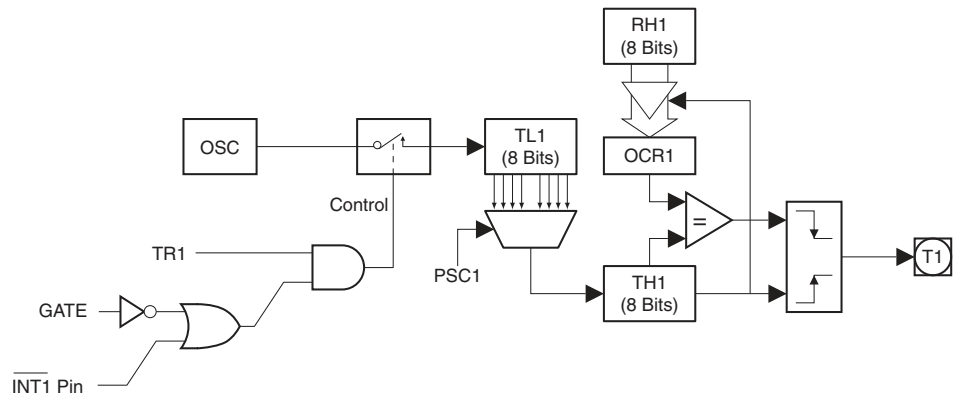 RH1
(8 Bits)
OSC
TL1
(8 Bits)
OCR1
Control
=
TR1
PSC1
T1
TH1
(8 Bits)
GATE
INT1 Pin